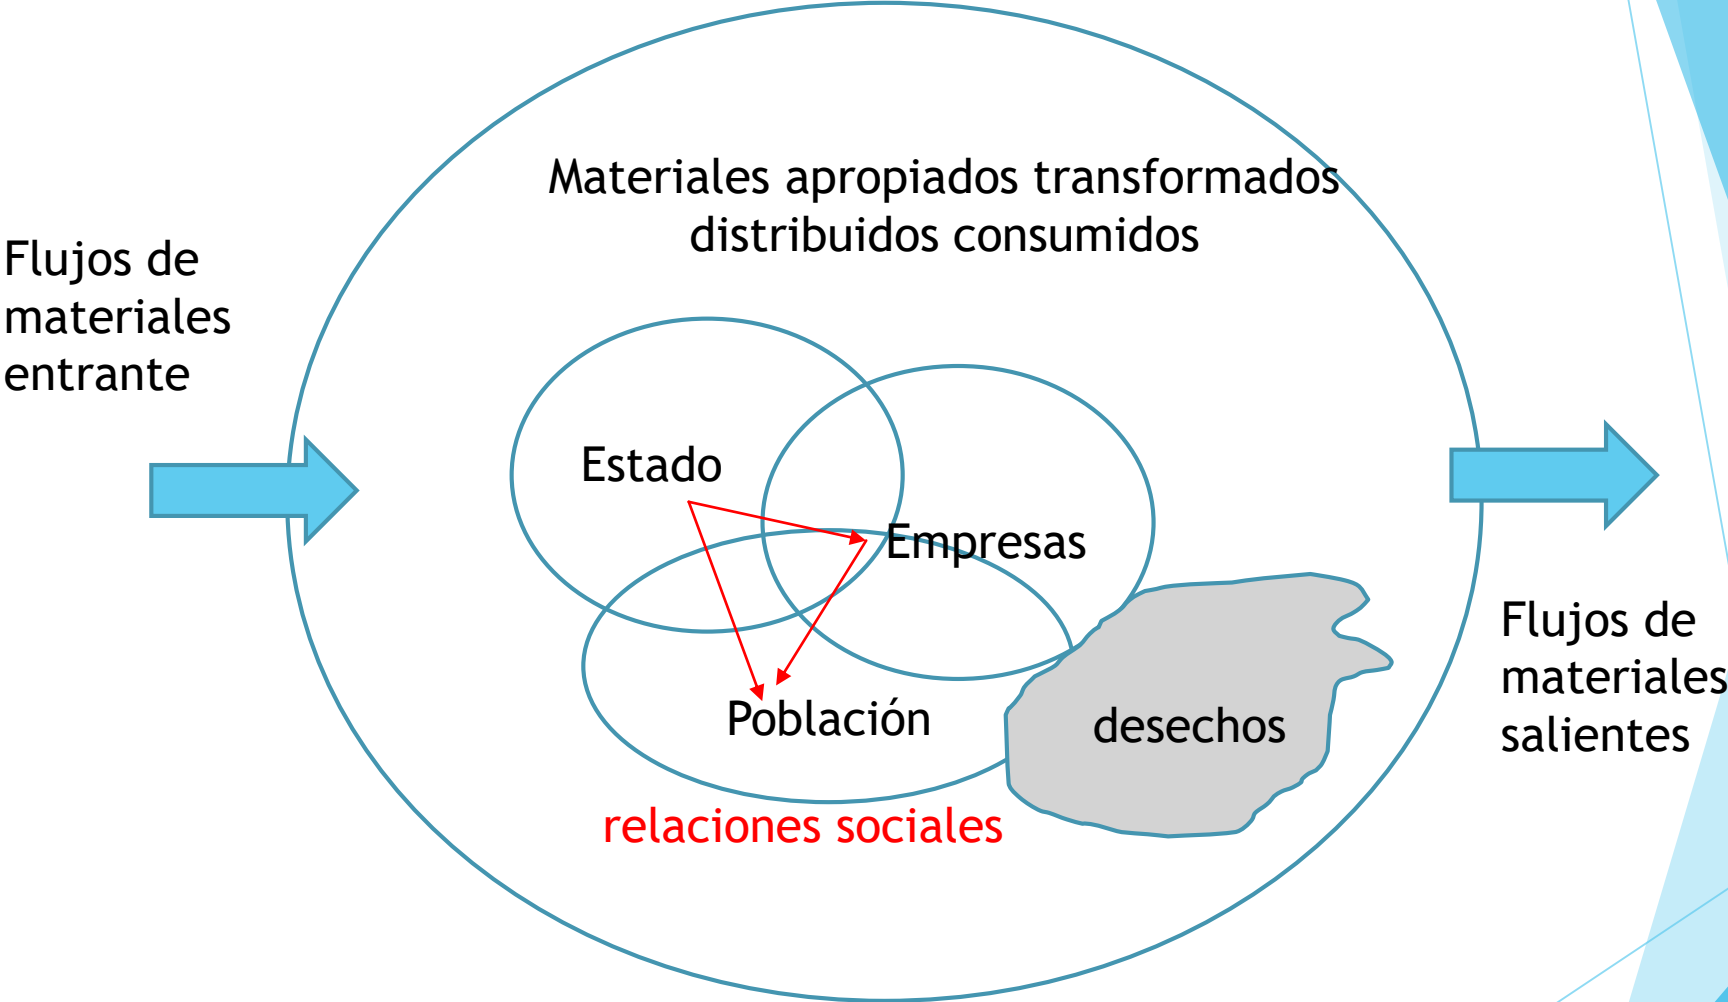 Materiales apropiados transformados
distribuidos consumidos
Flujos de
materiales
entrante
Estado
Empresas
Población
desechos
relaciones sociales
Flujos de
materiales
salientes